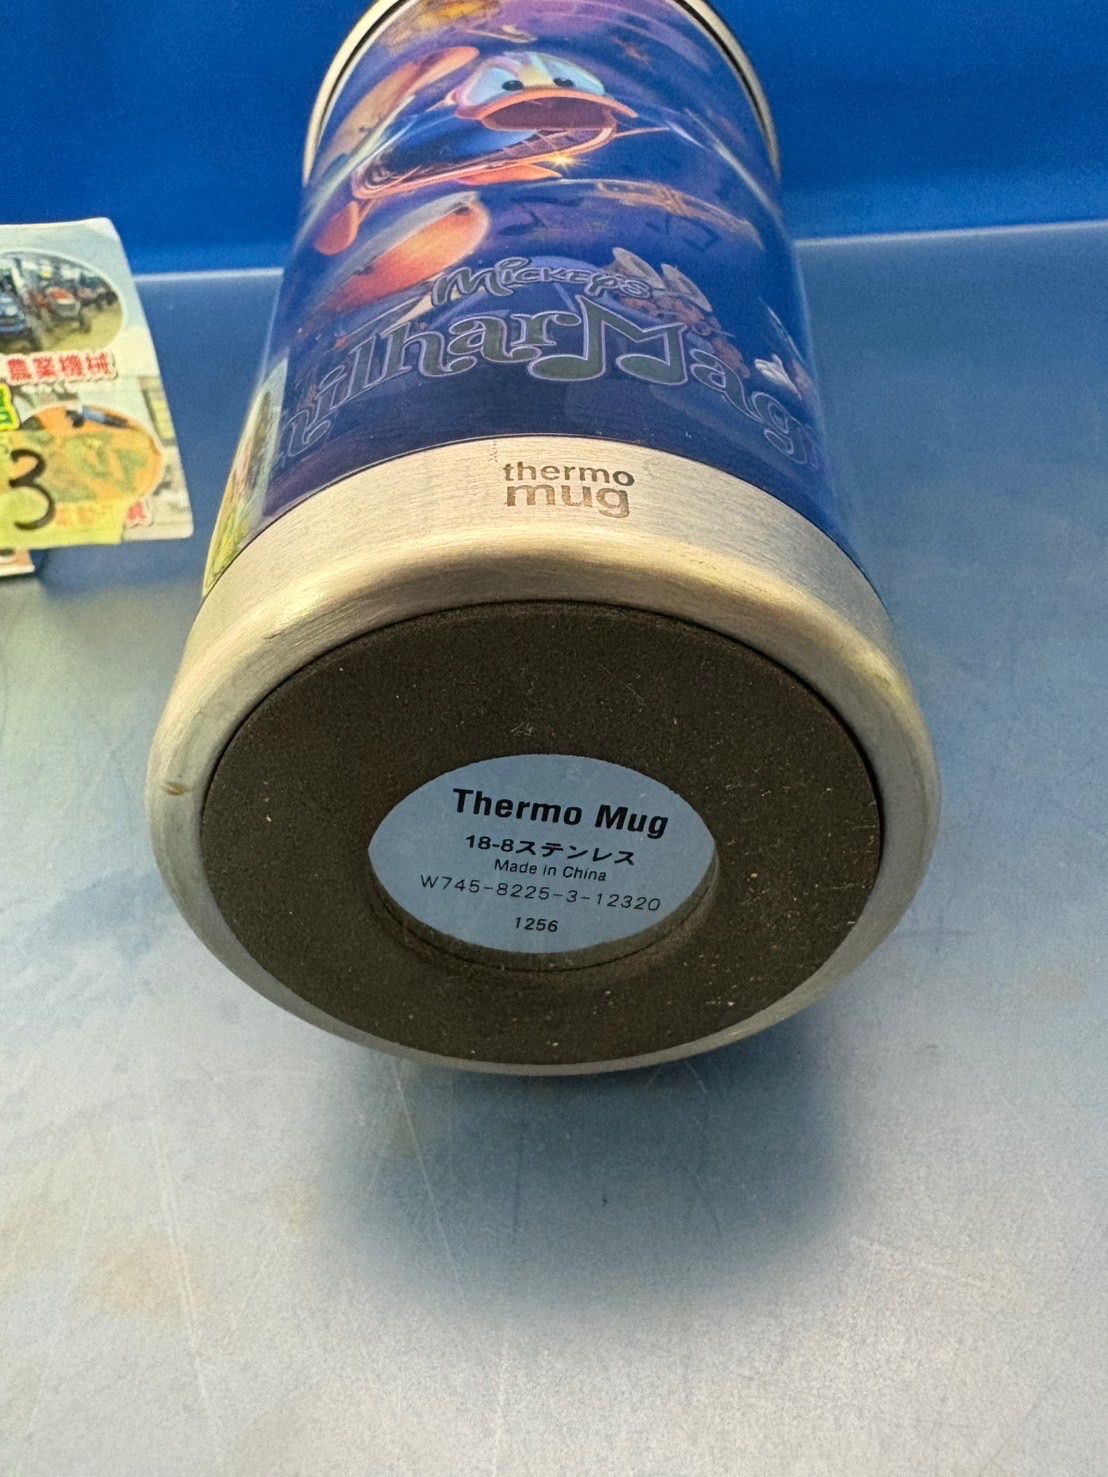 農業機械
3
Mickey's
PhilharMag
thermo
mug
Thermo Mug
18-8ステンレス
Made in China
W745-8225-3-12320
1256